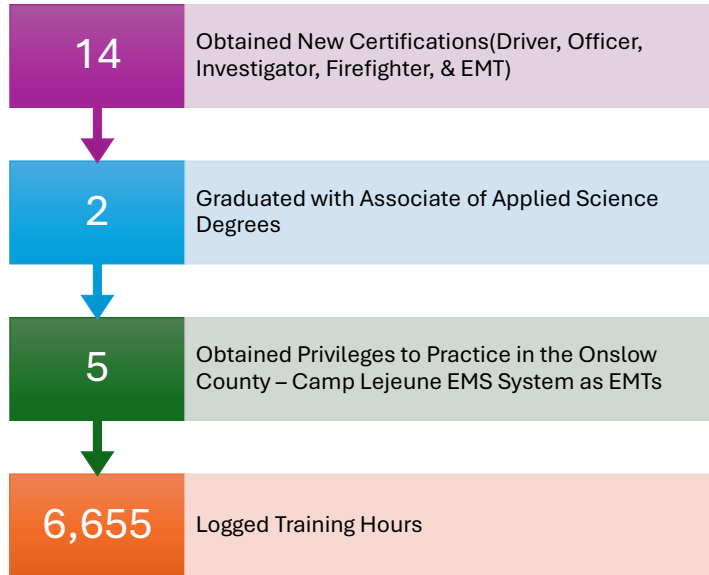 14
Obtained New Certifications(Driver, Officer,
Investigator, Firefighter, & EMT)
2
Graduated with Associate of Applied Science
Degrees
5
Obtained Privileges to Practice in the Onslow
County – Camp Lejeune EMS System as EMTs
6,655
Logged Training Hours